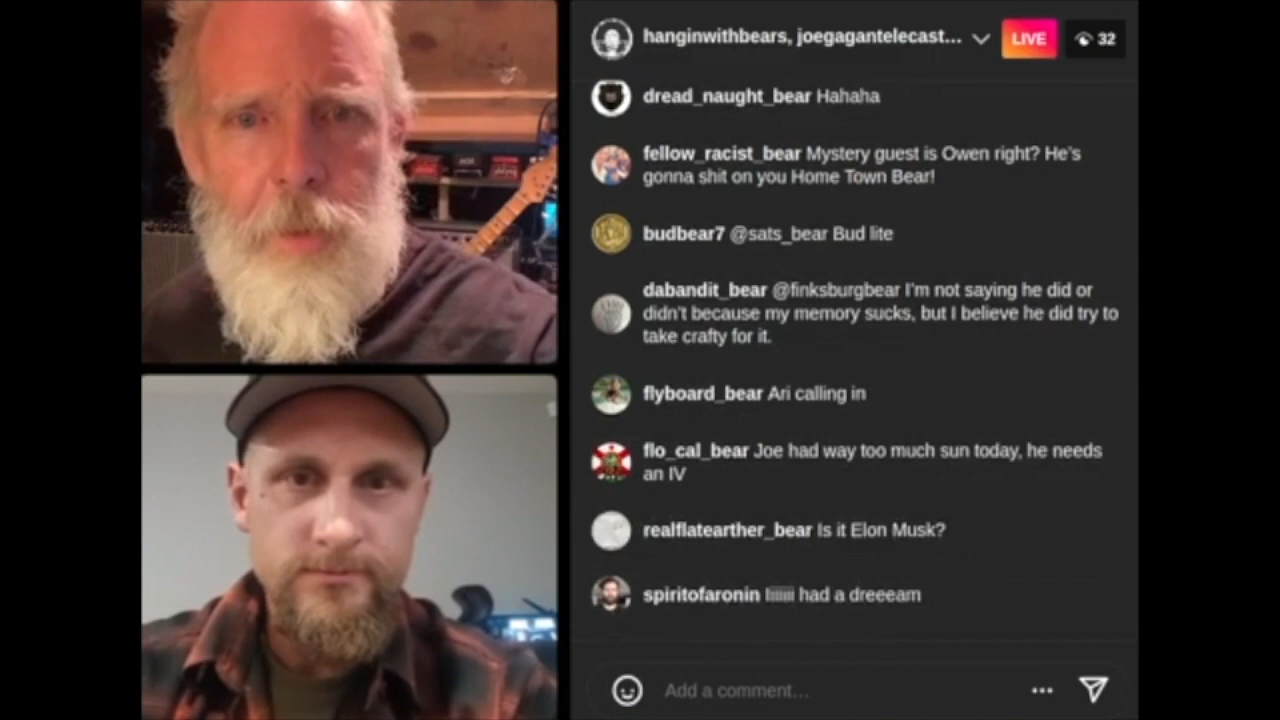 hanginwithbears, joegagantelecast...
LIVE
32
dread_naught_bear Hahaha
fellow_racist_bear Mystery guest is Owen right? He's
gonna shit on you Home Town Bear!
budbear7 @sats_bear Bud lite
dabandit_bear @finksburgbear I'm not saying he did or
didn't because my memory sucks, but I believe he did try to
take crafty for it.
flyboard_bear Ari calling in
flo_cal_bear Joe had way too much sun today, he needs
an IV
realflatearther_bear Is it Elon Musk?
spiritofaronin Iiiiiii had a dreeeam
Add a comment...